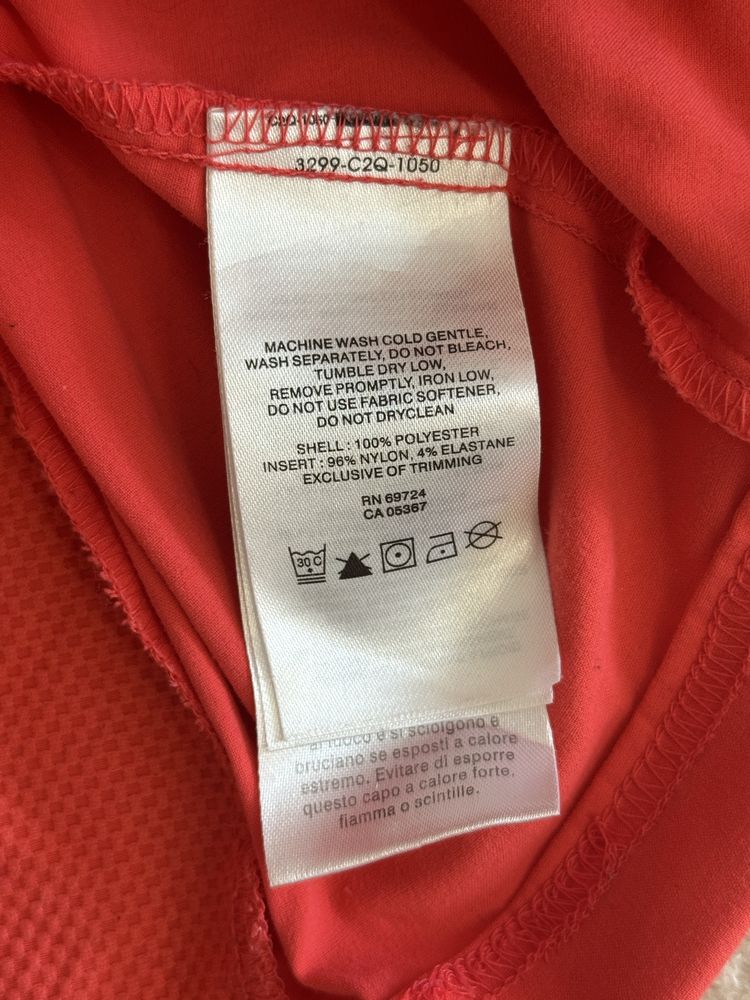 3299-C2Q-1050
MACHINE WASH COLD GENTLE,
WASH SEPARATELY, DO NOT BLEACH,
TUMBLE DRY LOW,
REMOVE PROMPTLY, IRON LOW,
DO NOT USE FABRIC SOFTENER,
DO NOT DRYCLEAN
SHELL : 100% POLYESTER
INSERT : 96% NYLON, 4% ELASTANE
EXCLUSIVE OF TRIMMING
RN 69724
CA 05367
30 C
al fuoco e si sciolgono e
bruciano se esposti a calore
estremo. Evitare di esporre
questo capo a calore forte,
fiamma o scintille.